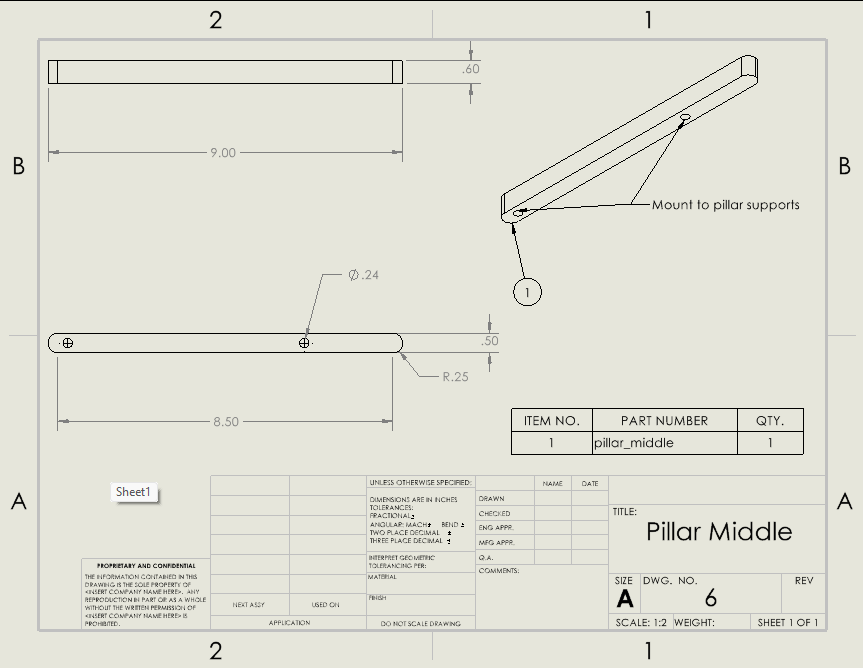 2 1
B B
.60
9.00
Mount to pillar supports
1
Ø.24
.50
R.25
8.50
ITEM NO. PART NUMBER QTY.
1 pillar_middle 1
A A
Sheet1
UNLESS OTHERWISE SPECIFIED:
DIMENSIONS ARE IN INCHES
TOLERANCES:
FRACTIONAL±
ANGULAR: MACH± BEND ±
TWO PLACE DECIMAL ±
THREE PLACE DECIMAL ±
INTERPRET GEOMETRIC
TOLERANCING PER:
MATERIAL
FINISH
DO NOT SCALE DRAWING
NAME DATE
DRAWN
CHECKED
ENG APPR.
MFG APPR.
Q.A.
COMMENTS:
TITLE:
Pillar Middle
SIZE DWG. NO. REV
A 6
SCALE: 1:2 WEIGHT: SHEET 1 OF 1
PROPRIETARY AND CONFIDENTIAL
THE INFORMATION CONTAINED IN THIS
DRAWING IS THE SOLE PROPERTY OF
<INSERT COMPANY NAME HERE>. ANY
REPRODUCTION IN PART OR AS A WHOLE
WITHOUT THE WRITTEN PERMISSION OF
<INSERT COMPANY NAME HERE> IS
PROHIBITED.
NEXT ASSY USED ON
APPLICATION
2 1